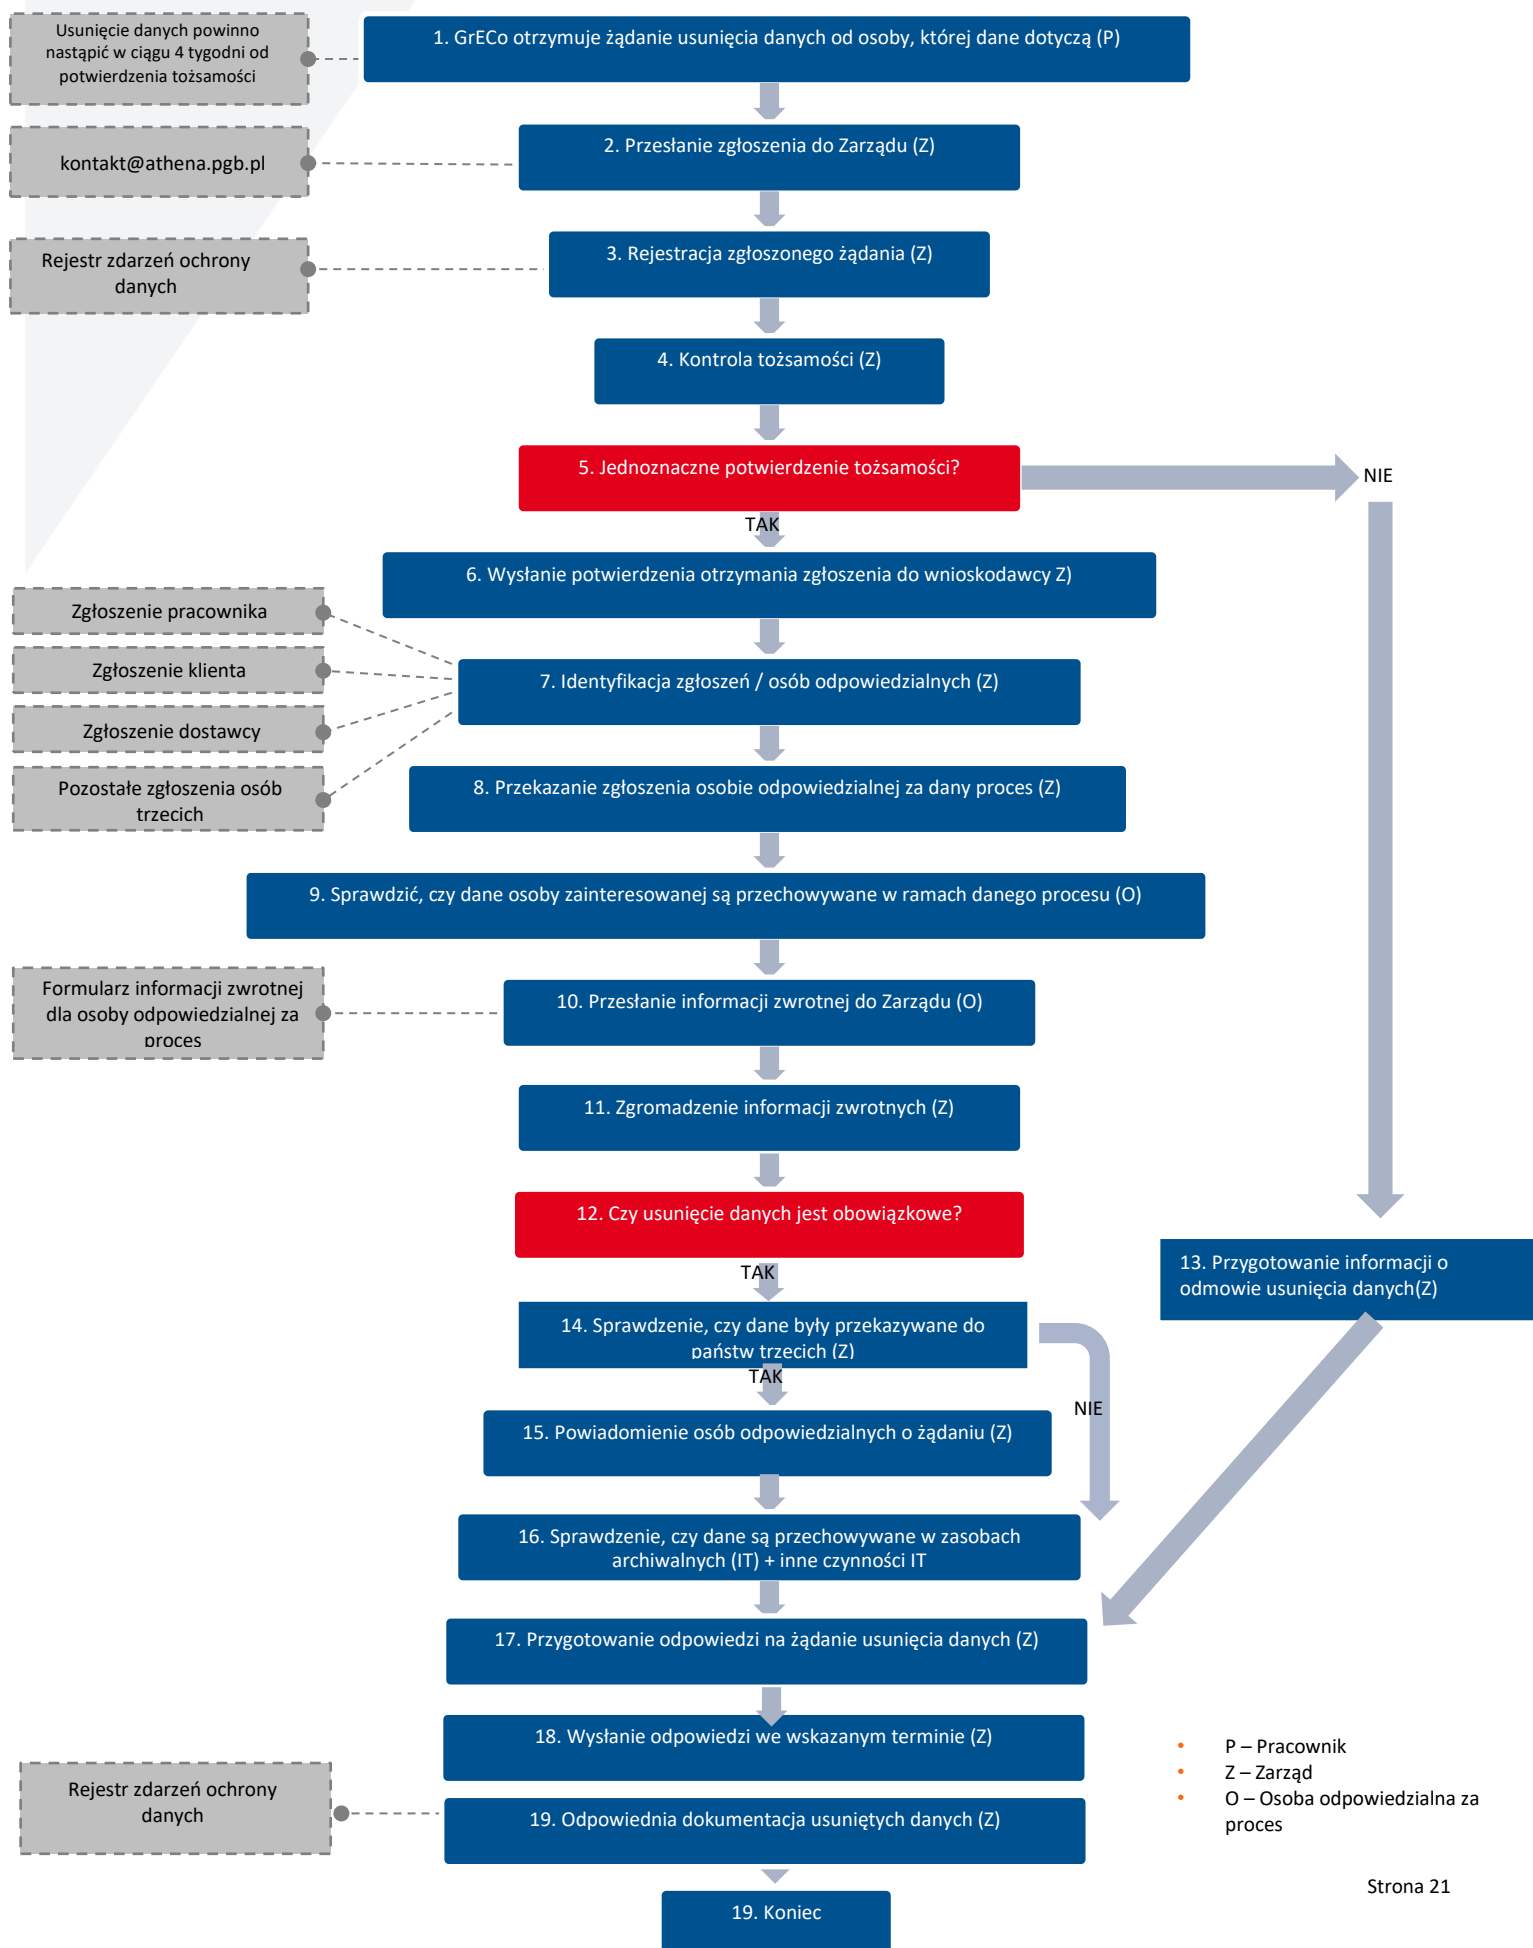 Usunięcie danych powinno
nastąpić w ciągu 4 tygodni od
potwierdzenia tożsamości
1. GrECo otrzymuje żądanie usunięcia danych od osoby, której dane dotyczą (P)
kontakt@athena.pgb.pl
2. Przesłanie zgłoszenia do Zarządu (Z)
Rejestr zdarzeń ochrony
danych
3. Rejestracja zgłoszonego żądania (Z)
4. Kontrola tożsamości (Z)
5. Jednoznaczne potwierdzenie tożsamości?
NIE
TAK
6. Wysłanie potwierdzenia otrzymania zgłoszenia do wnioskodawcy Z)
Zgłoszenie pracownika
Zgłoszenie klienta
Zgłoszenie dostawcy
Pozostałe zgłoszenia osób
trzecich
7. Identyfikacja zgłoszeń / osób odpowiedzialnych (Z)
8. Przekazanie zgłoszenia osobie odpowiedzialnej za dany proces (Z)
9. Sprawdzić, czy dane osoby zainteresowanej są przechowywane w ramach danego procesu (O)
Formularz informacji zwrotnej
dla osoby odpowiedzialnej za
proces
10. Przesłanie informacji zwrotnej do Zarządu (O)
11. Zgromadzenie informacji zwrotnych (Z)
12. Czy usunięcie danych jest obowiązkowe?
TAK
13. Przygotowanie informacji o
odmowie usunięcia danych(Z)
14. Sprawdzenie, czy dane były przekazywane do
państw trzecich (Z)
TAK
NIE
15. Powiadomienie osób odpowiedzialnych o żądaniu (Z)
16. Sprawdzenie, czy dane są przechowywane w zasobach
archiwalnych (IT) + inne czynności IT
17. Przygotowanie odpowiedzi na żądanie usunięcia danych (Z)
18. Wysłanie odpowiedzi we wskazanym terminie (Z)
Rejestr zdarzeń ochrony
danych
19. Odpowiednia dokumentacja usuniętych danych (Z)
19. Koniec
• P – Pracownik
• Z – Zarząd
• O – Osoba odpowiedzialna za
proces
Strona 21